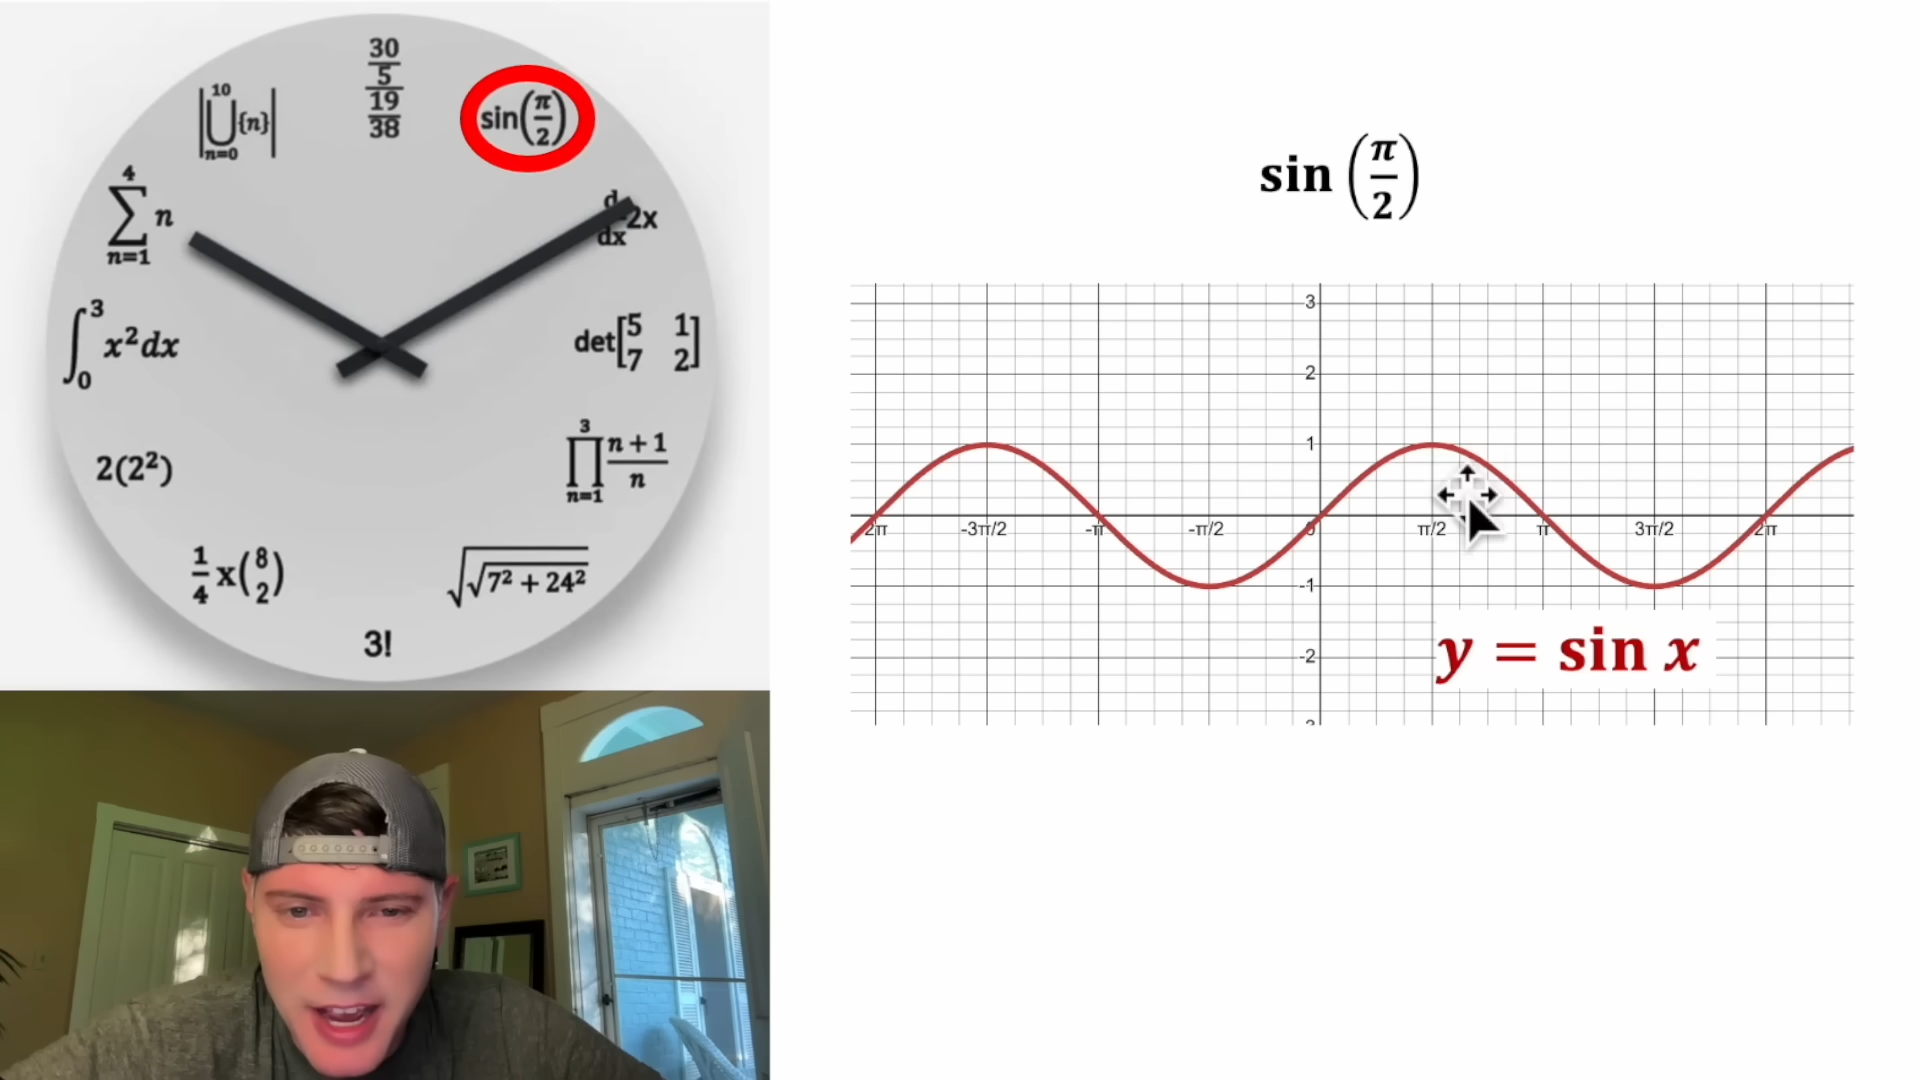 30
5
19
38
sin(π/2)
d/dx 2x
det[5 1
7 2]
3
∏ n+1/n
n=1
√√7² + 24²
3!
1/4 x(8 2)
2(2²)
∫₀³ x² dx
4
∑ n
n=1
10
|⋃{n}|
n=0
sin (π/2)
3
2
1
-2π -3π/2 -π -π/2 0 π/2 π 3π/2 2π
-1
-2
y = sin x